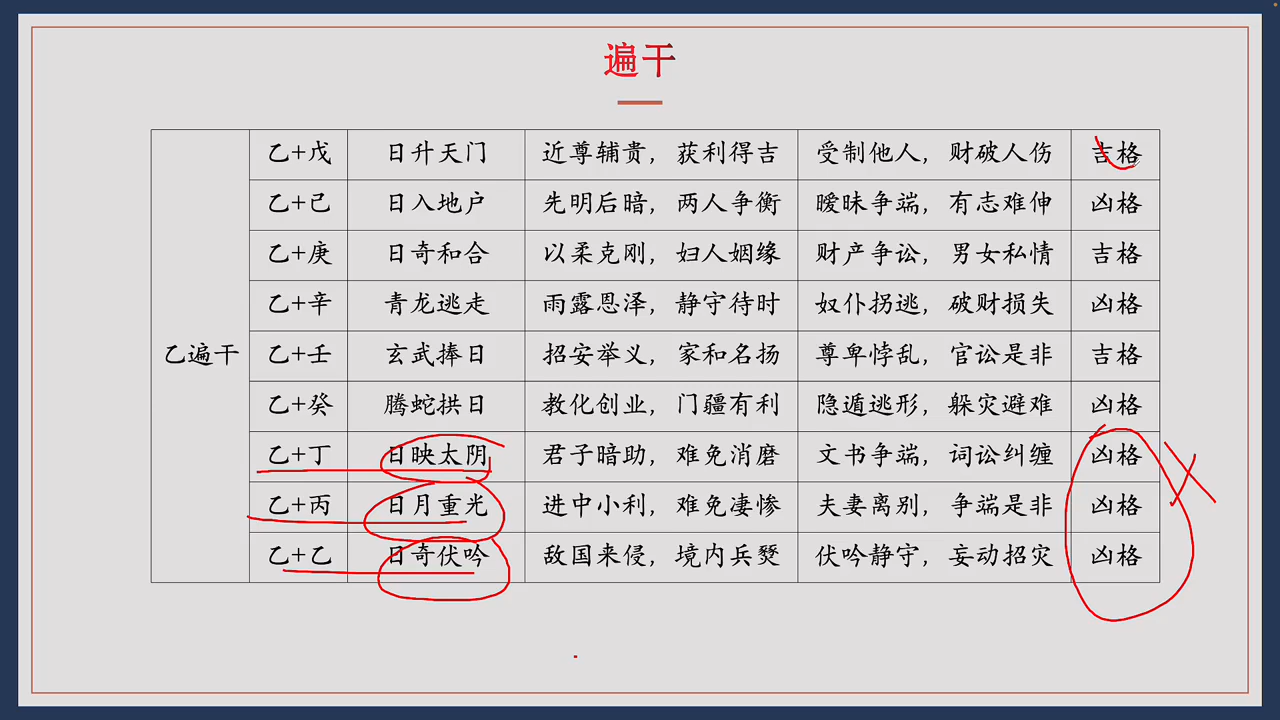 遍干
乙遍干
乙+戊 日升天门 近尊辅贵，获利得吉 受制他人，财破人伤 吉格
乙+已 日入地户 先明后暗，两人争衡 暧昧争端，有志难伸 凶格
乙+庚 日奇和合 以柔克刚，妇人姻缘 财产争讼，男女私情 吉格
乙+辛 青龙逃走 雨露恩泽，静守待时 奴仆拐逃，破财损失 凶格
乙+壬 玄武捧日 招安举义，家和名扬 尊卑悖乱，官讼是非 吉格
乙+癸 腾蛇拱日 教化创业，门疆有利 隐遁逃形，躲灾避难 凶格
乙+丁 日映太阴 君子暗助，难免消磨 文书争端，词讼纠缠 凶格
乙+丙 日月重光 进中小利，难免凄惨 夫妻离别，争端是非 凶格
乙+乙 日奇伏吟 敌国来侵，境内兵燹 伏吟静守，妄动招灾 凶格